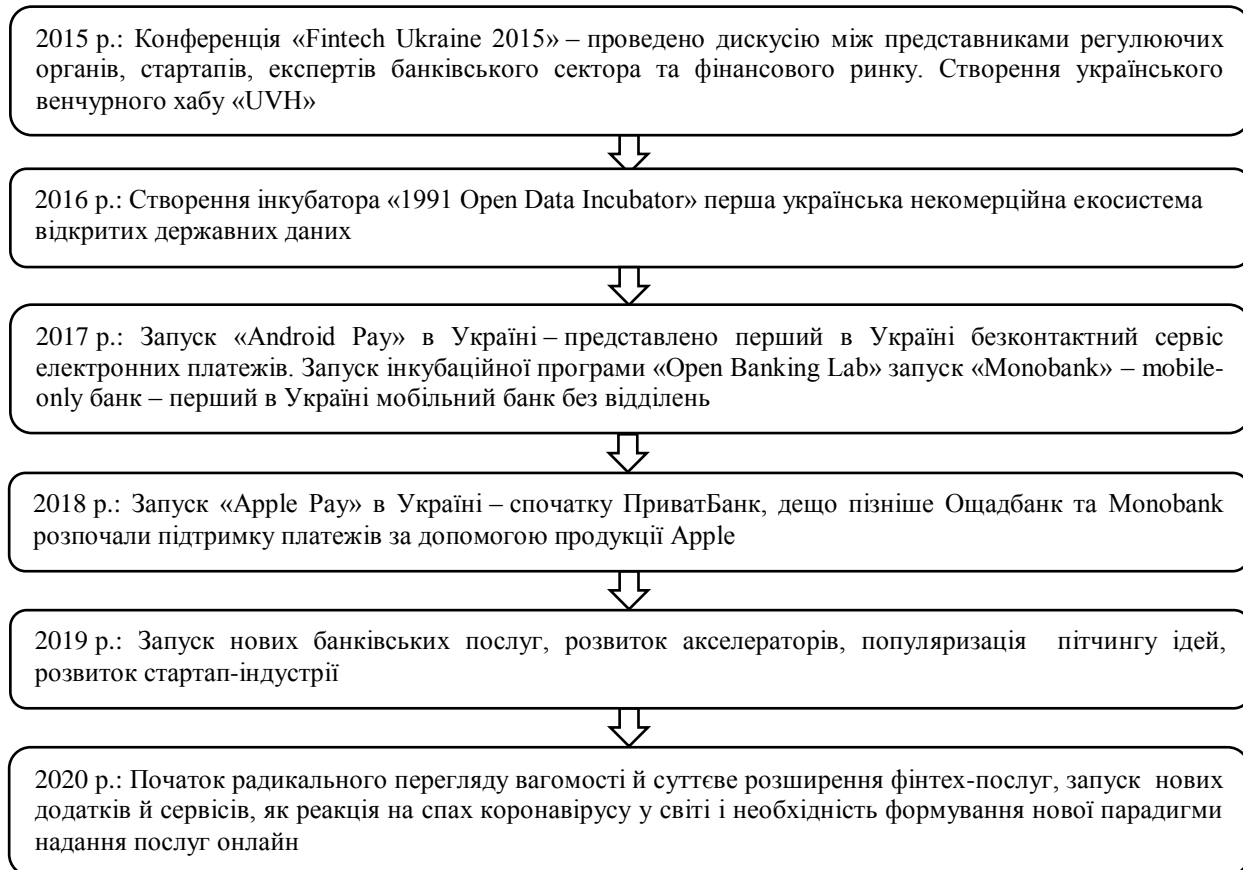 2015 р.: Конференція «Fintech Ukraine 2015» – проведено дискусію між представниками регулюючих
органів, стартапів, експертів банківського сектора та фінансового ринку. Створення українського
венчурного хабу «UVH»
2016 р.: Створення інкубатора «1991 Open Data Incubator» перша українська некомерційна екосистема
відкритих державних даних
2017 р.: Запуск «Android Pay» в Україні – представлено перший в Україні безконтактний сервіс
електронних платежів. Запуск інкубаційної програми «Open Banking Lab» запуск «Monobank» – mobile-
only банк – перший в Україні мобільний банк без відділень
2018 р.: Запуск «Apple Pay» в Україні – спочатку ПриватБанк, дещо пізніше Ощадбанк та Monobank
розпочали підтримку платежів за допомогою продукції Apple
2019 р.: Запуск нових банківських послуг, розвиток акселераторів, популяризація пітчингу ідей,
розвиток стартап-індустрії
2020 р.: Початок радикального перегляду вагомості й суттєве розширення фінтех-послуг, запуск нових
додатків й сервісів, як реакція на спах коронавірусу у світі і необхідність формування нової парадигми
надання послуг онлайн